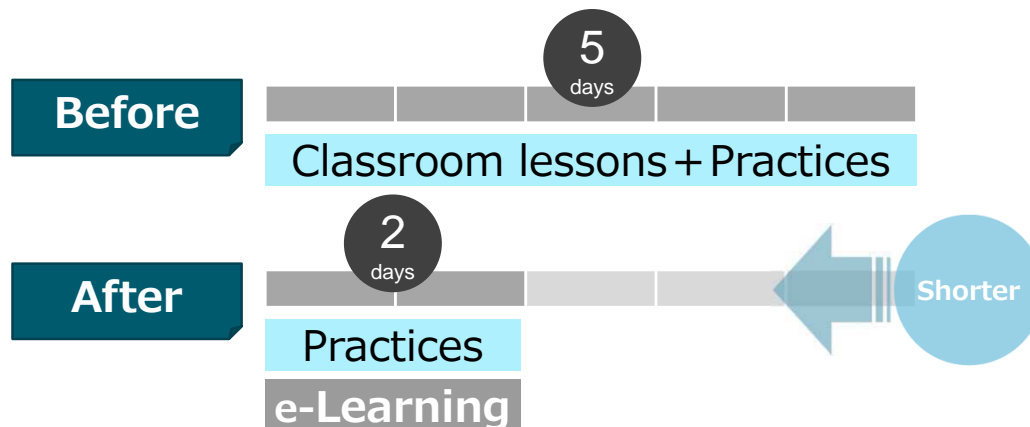 5
days
Before
Classroom lessons+Practices
2
days
After
Shorter
Practices
e-Learning